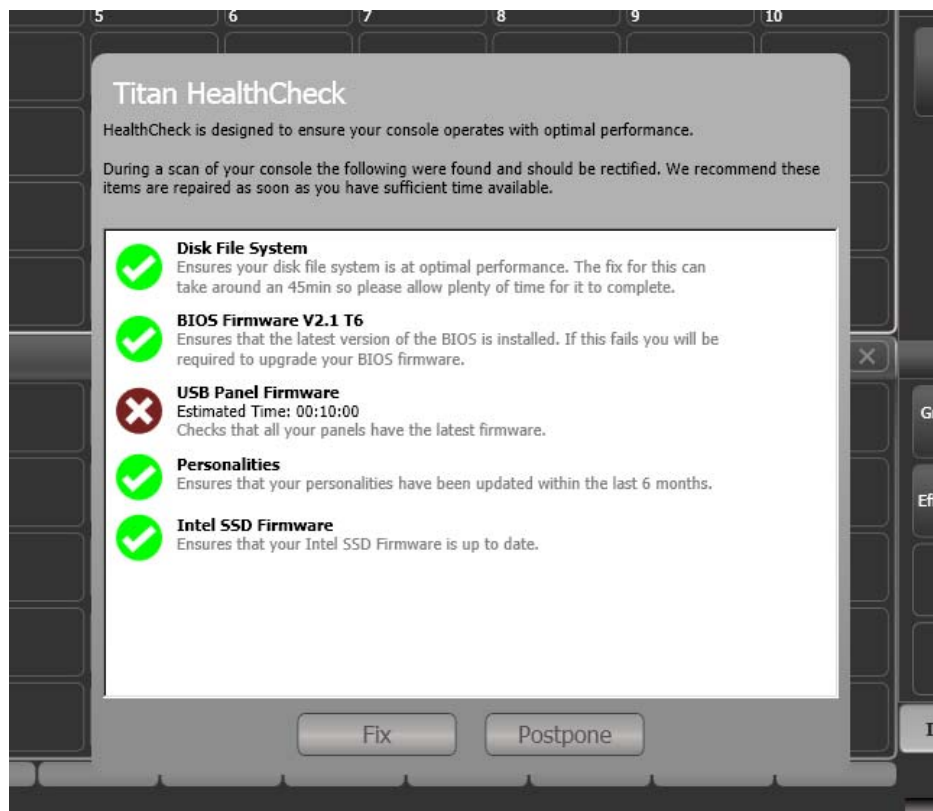 5 6 7 8 9 10
Titan HealthCheck
HealthCheck is designed to ensure your console operates with optimal performance.
During a scan of your console the following were found and should be rectified. We recommend these
items are repaired as soon as you have sufficient time available.
Disk File System
Ensures your disk file system is at optimal performance. The fix for this can
take around an 45min so please allow plenty of time for it to complete.
BIOS Firmware V2.1 T6
Ensures that the latest version of the BIOS is installed. If this fails you will be
required to upgrade your BIOS firmware.
USB Panel Firmware
Estimated Time: 00:10:00
Checks that all your panels have the latest firmware.
Personalities
Ensures that your personalities have been updated within the last 6 months.
Intel SSD Firmware
Ensures that your Intel SSD Firmware is up to date.
Fix
Postpone